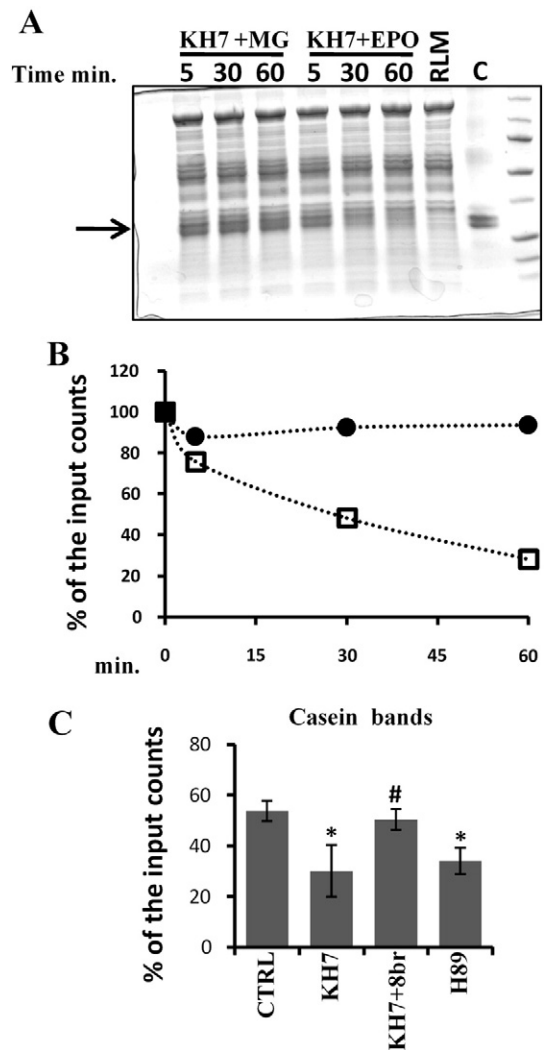 A
KH7 +MG KH7+EPO
Time min. 5 30 60 5 30 60 RLM C
B
% of the input counts
120
100
80
60
40
20
0
min. 0 15 30 45 60
C
Casein bands
% of the input counts
80
60
40
20
0
* # *
CTRL KH7 KH7+8br H89